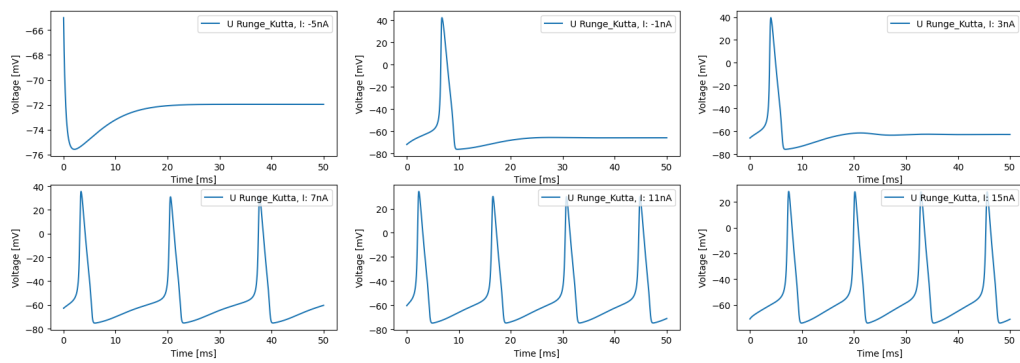 U Runge_Kutta, I: -5nA
Voltage [mV]
−66
−68
−70
−72
−74
−76
0 10 20 30 40 50
Time [ms]
U Runge_Kutta, I: -1nA
Voltage [mV]
40
20
0
−20
−40
−60
−80
0 10 20 30 40 50
Time [ms]
U Runge_Kutta, I: 3nA
Voltage [mV]
40
20
0
−20
−40
−60
−80
0 10 20 30 40 50
Time [ms]
U Runge_Kutta, I: 7nA
Voltage [mV]
40
20
0
−20
−40
−60
−80
0 10 20 30 40 50
Time [ms]
U Runge_Kutta, I: 11nA
Voltage [mV]
20
0
−20
−40
−60
−80
0 10 20 30 40 50
Time [ms]
U Runge_Kutta, I: 15nA
Voltage [mV]
20
0
−20
−40
−60
−80
0 10 20 30 40 50
Time [ms]